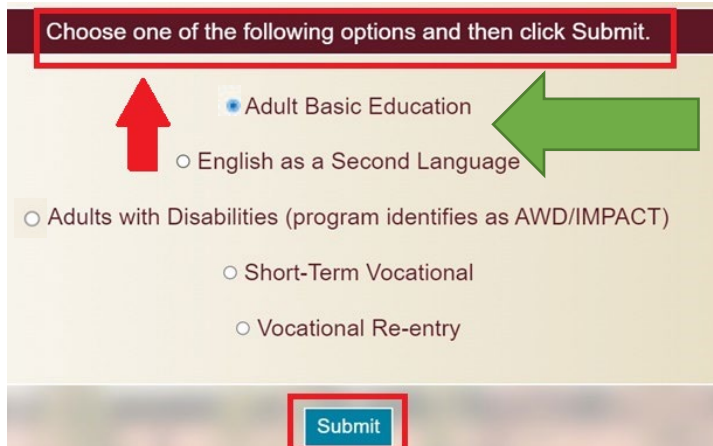 Choose one of the following options and then click Submit.
Adult Basic Education
English as a Second Language
Adults with Disabilities (program identifies as AWD/IMPACT)
Short-Term Vocational
Vocational Re-entry
Submit